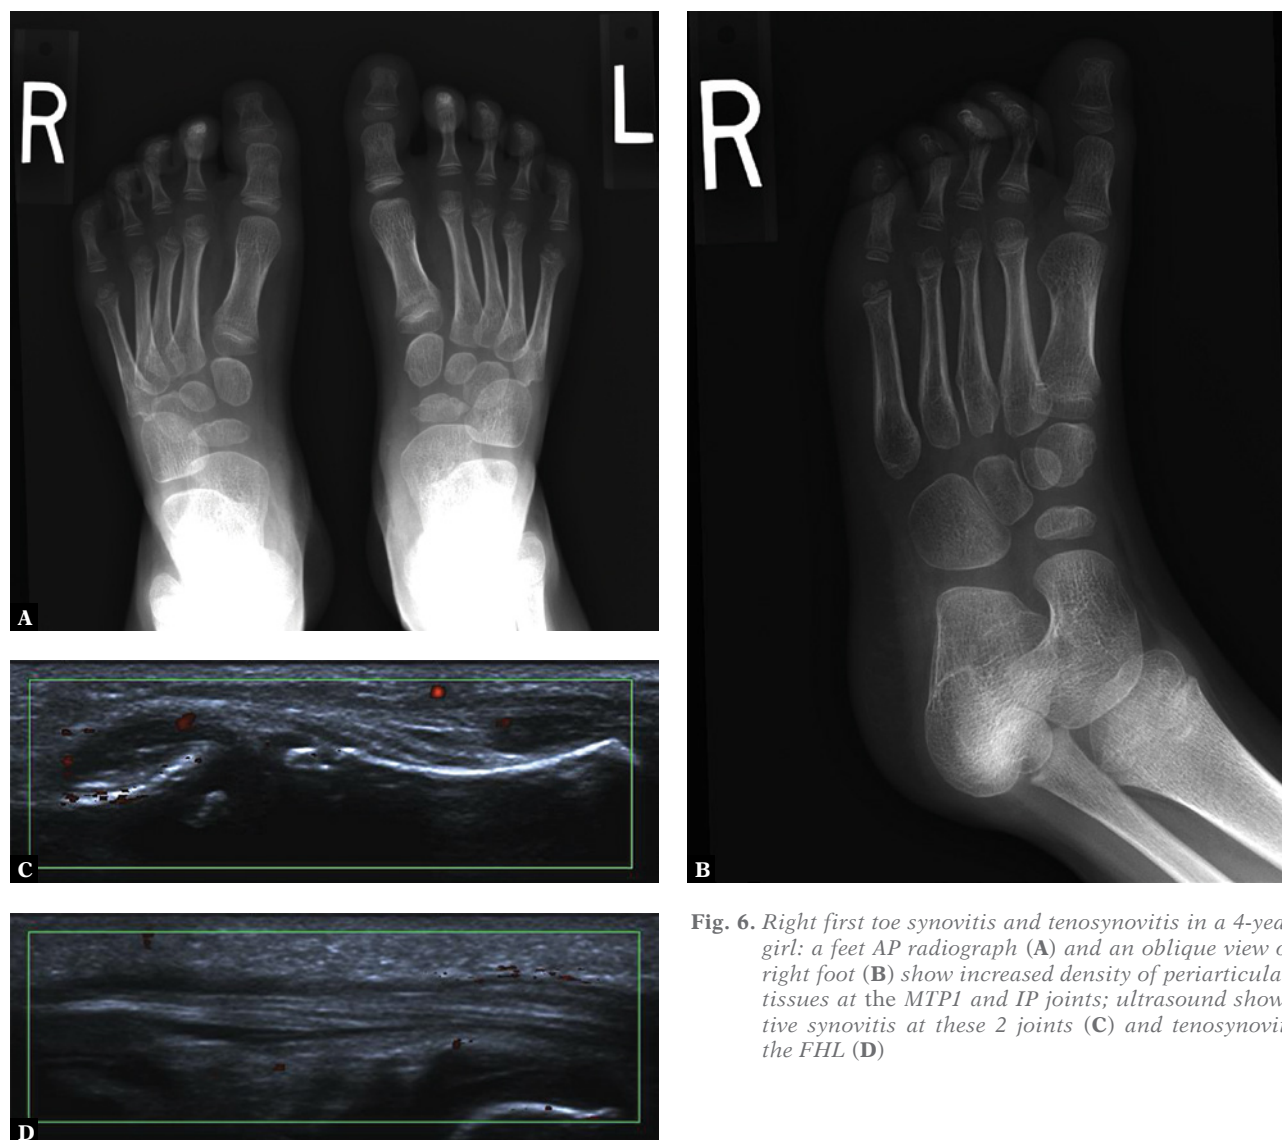 R
L
A
R
B
C
D
Fig. 6. Right first toe synovitis and tenosynovitis in a 4-yea
girl: a feet AP radiograph (A) and an oblique view o
right foot (B) show increased density of periarticula
tissues at the MTP1 and IP joints; ultrasound show
tive synovitis at these 2 joints (C) and tenosynovi
the FHL (D)